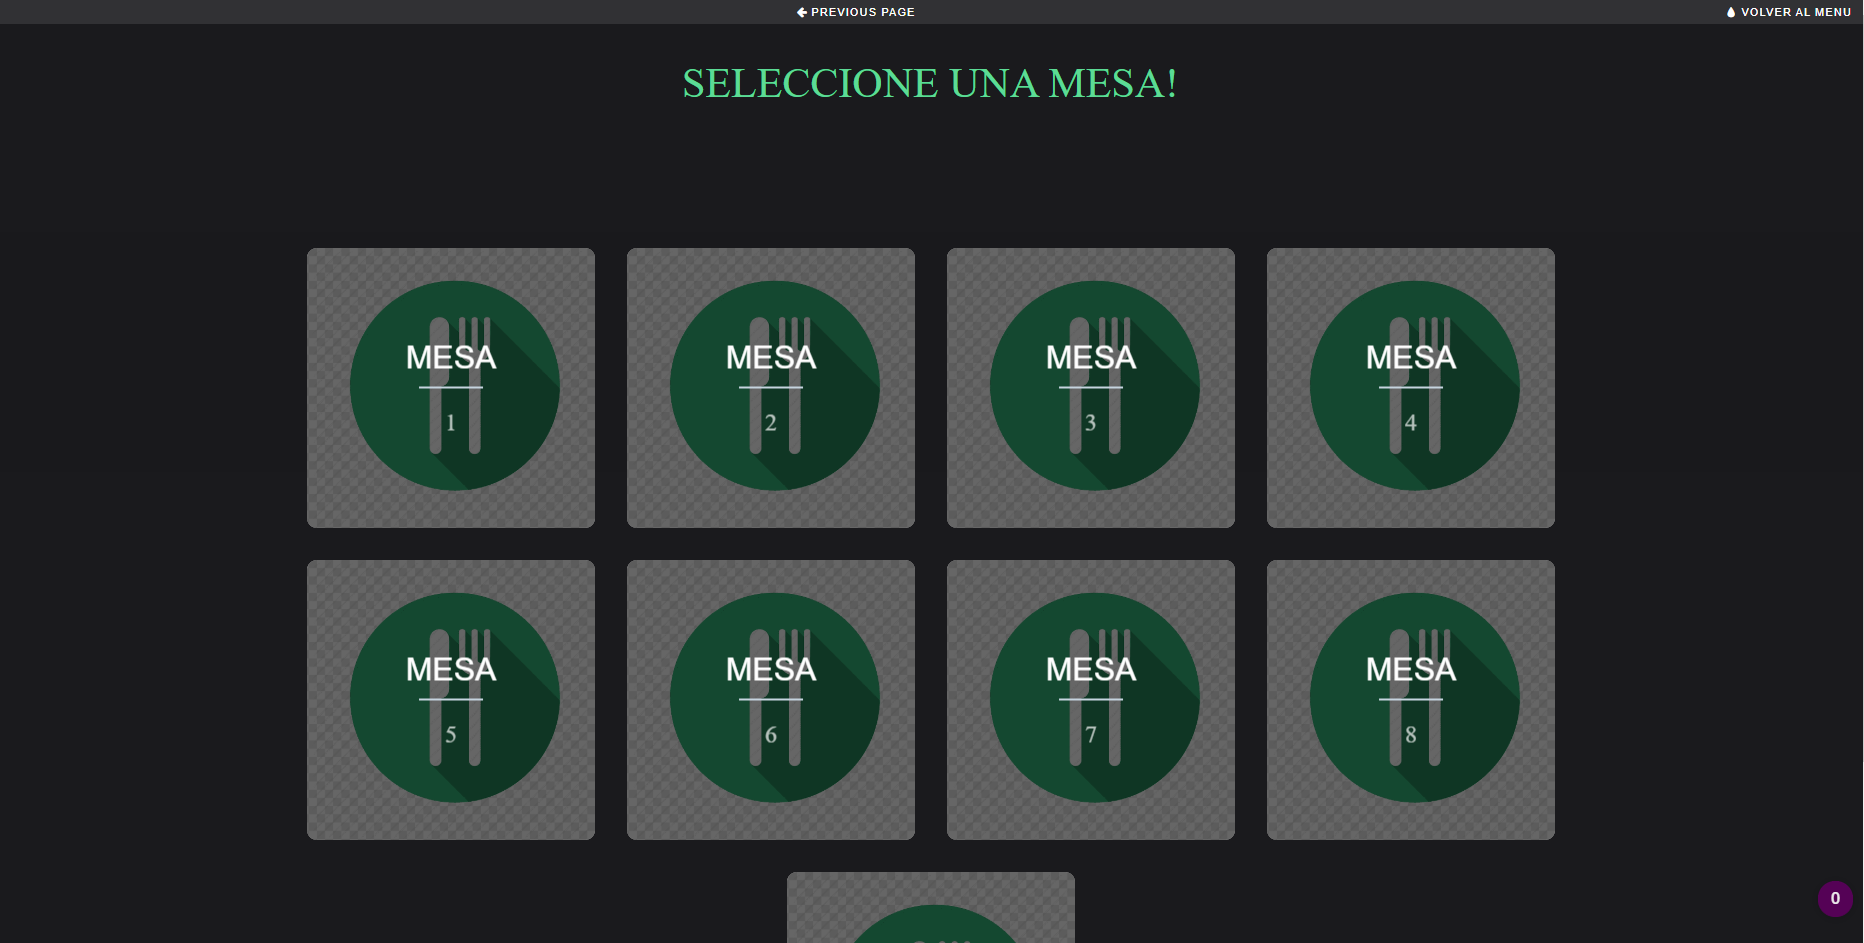 PREVIOUS PAGE
VOLVER AL MENU
SELECCIONE UNA MESA!
MESA
1
MESA
2
MESA
3
MESA
4
MESA
5
MESA
6
MESA
7
MESA
8
0